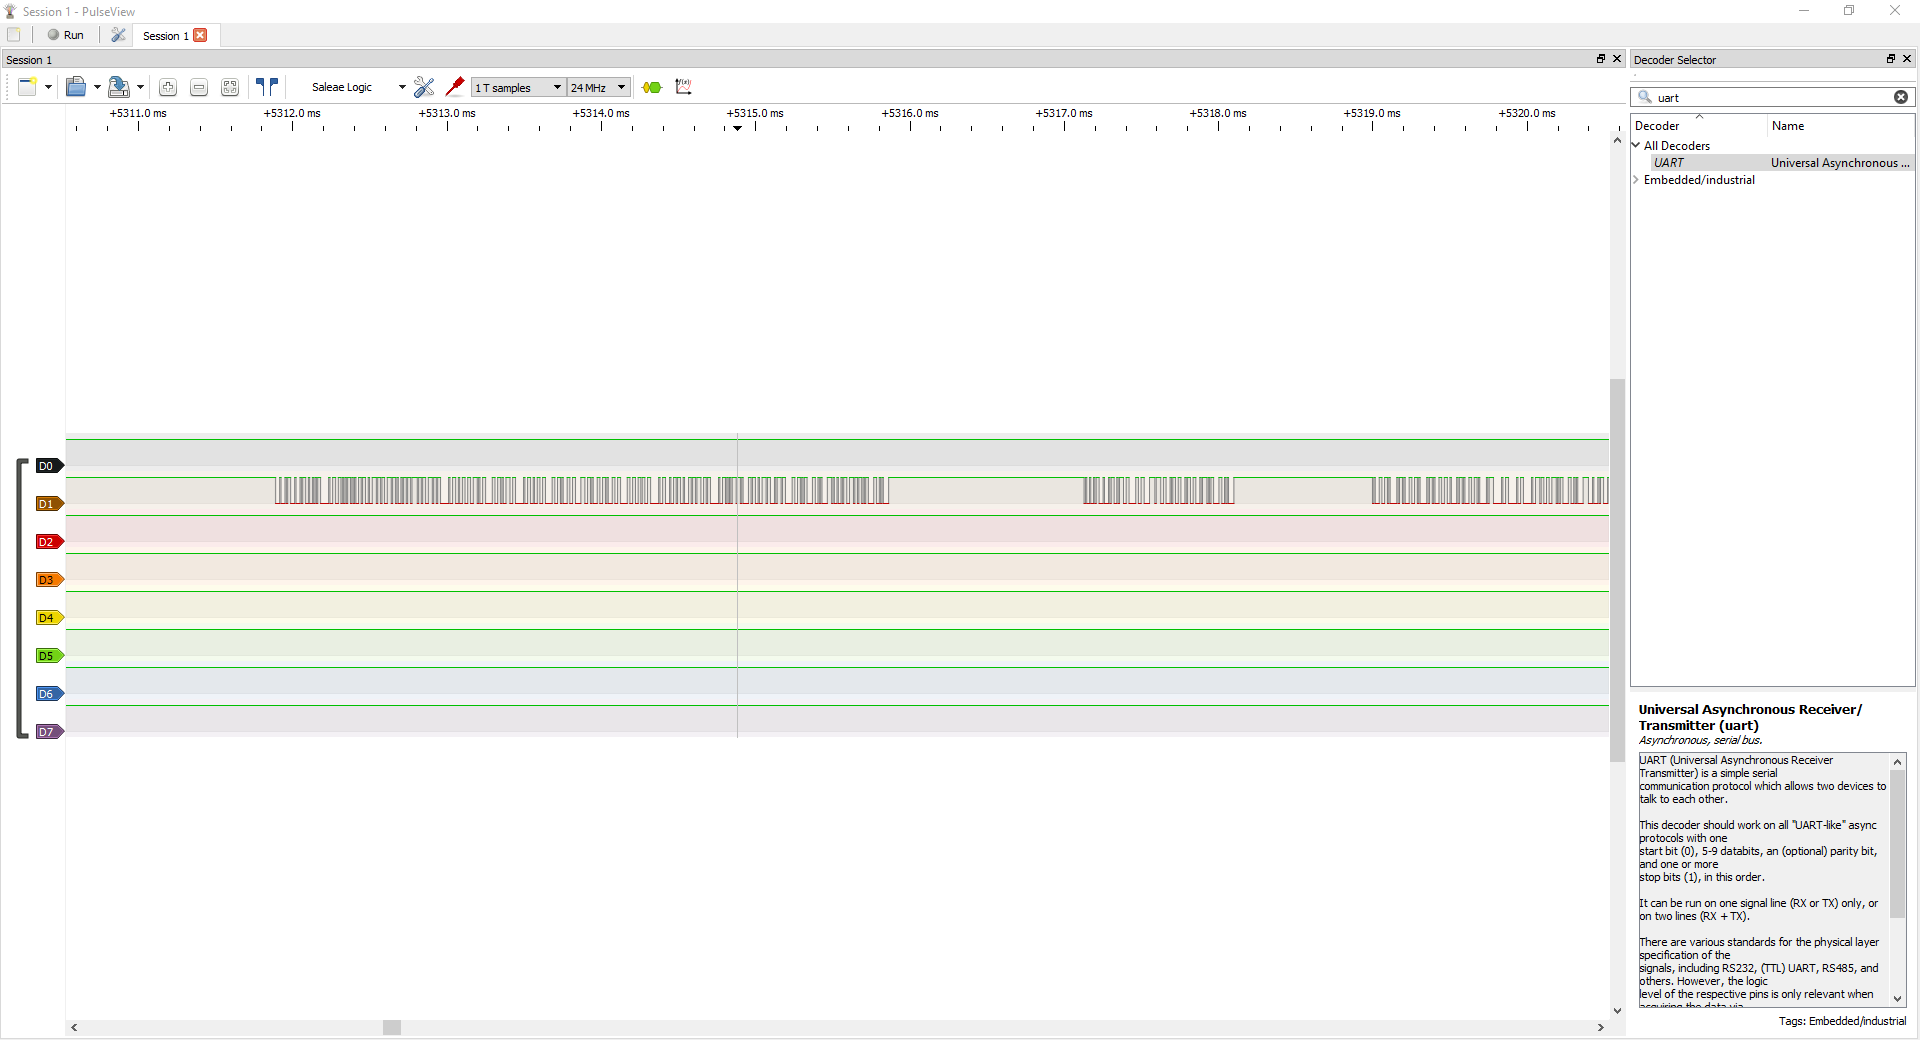 Session 1 - PulseView
Run
Session 1
Session 1
Decoder Selector
Saleae Logic
1 T samples
24 MHz
uart
+5311.0 ms +5312.0 ms +5313.0 ms +5314.0 ms +5315.0 ms +5316.0 ms +5317.0 ms +5318.0 ms +5319.0 ms +5320.0 ms
Decoder Name
All Decoders
UART Universal Asynchronous ...
Embedded/industrial
D0
D1
D2
D3
D4
D5
D6
D7
Universal Asynchronous Receiver/
Transmitter (uart)
Asynchronous, serial bus.
UART (Universal Asynchronous Receiver
Transmitter) is a simple serial
communication protocol which allows two devices to
talk to each other.
This decoder should work on all "UART-like" async
protocols with one
start bit (0), 5-9 databits, an (optional) parity bit,
and one or more
stop bits (1), in this order.
It can be run on one signal line (RX or TX) only, or
on two lines (RX + TX).
There are various standards for the physical layer
specification of the
signals, including RS232, (TTL) UART, RS485, and
others. However, the logic
level of the respective pins is only relevant when
acquiring the data via
Tags: Embedded/industrial